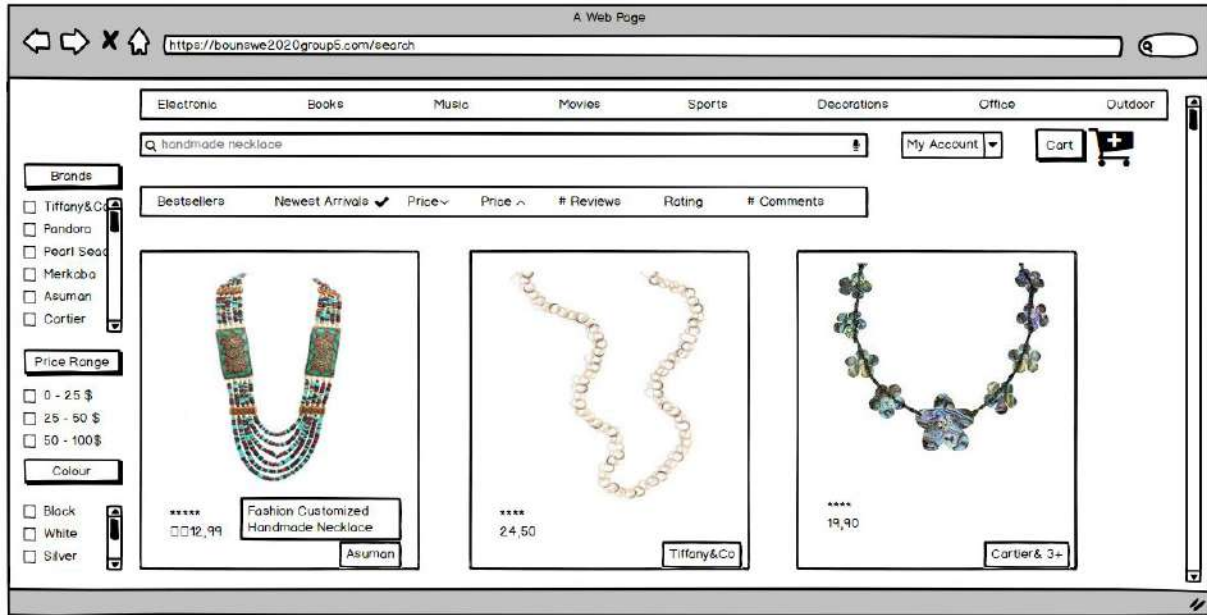 A Web Page
https://bounswe2020group5.com/search
Electronic Books Music Movies Sports Decorations Office Outdoor
handmade necklace
My Account
Cart
Brands
Tiffany&Co
Pandora
Pearl Seac
Merkaba
Asuman
Cartier
Price Range
0 - 25 $
25 - 50 $
50 - 100$
Colour
Black
White
Silver
Bestsellers Newest Arrivals Price Price # Reviews Rating # Comments
*****
□□12,99
Fashion Customized
Handmade Necklace
Asuman
****
24,50
Tiffany&Co
****
19,90
Cartier& 3+